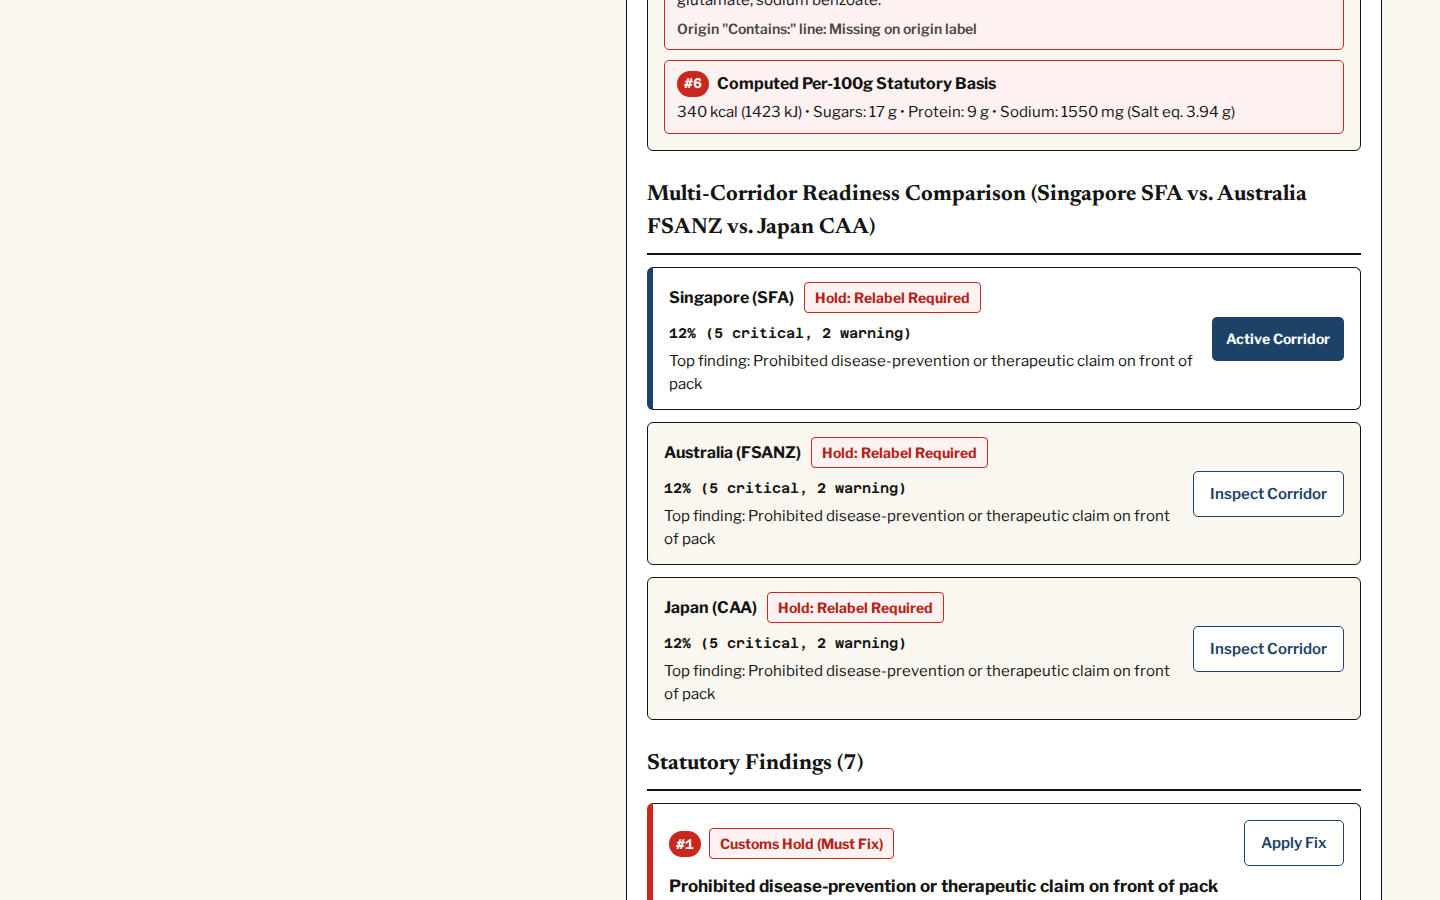 glutamate, sodium benzoate.
Origin "Contains:" line: Missing on origin label
#6 Computed Per-100g Statutory Basis
340 kcal (1423 kJ) • Sugars: 17 g • Protein: 9 g • Sodium: 1550 mg (Salt eq. 3.94 g)
Multi-Corridor Readiness Comparison (Singapore SFA vs. Australia
FSANZ vs. Japan CAA)
Singapore (SFA) Hold: Relabel Required
12% (5 critical, 2 warning)
Active Corridor
Top finding: Prohibited disease-prevention or therapeutic claim on front of
pack
Australia (FSANZ) Hold: Relabel Required
12% (5 critical, 2 warning)
Inspect Corridor
Top finding: Prohibited disease-prevention or therapeutic claim on front
of pack
Japan (CAA) Hold: Relabel Required
12% (5 critical, 2 warning)
Inspect Corridor
Top finding: Prohibited disease-prevention or therapeutic claim on front
of pack
Statutory Findings (7)
#1 Customs Hold (Must Fix)
Apply Fix
Prohibited disease-prevention or therapeutic claim on front of pack